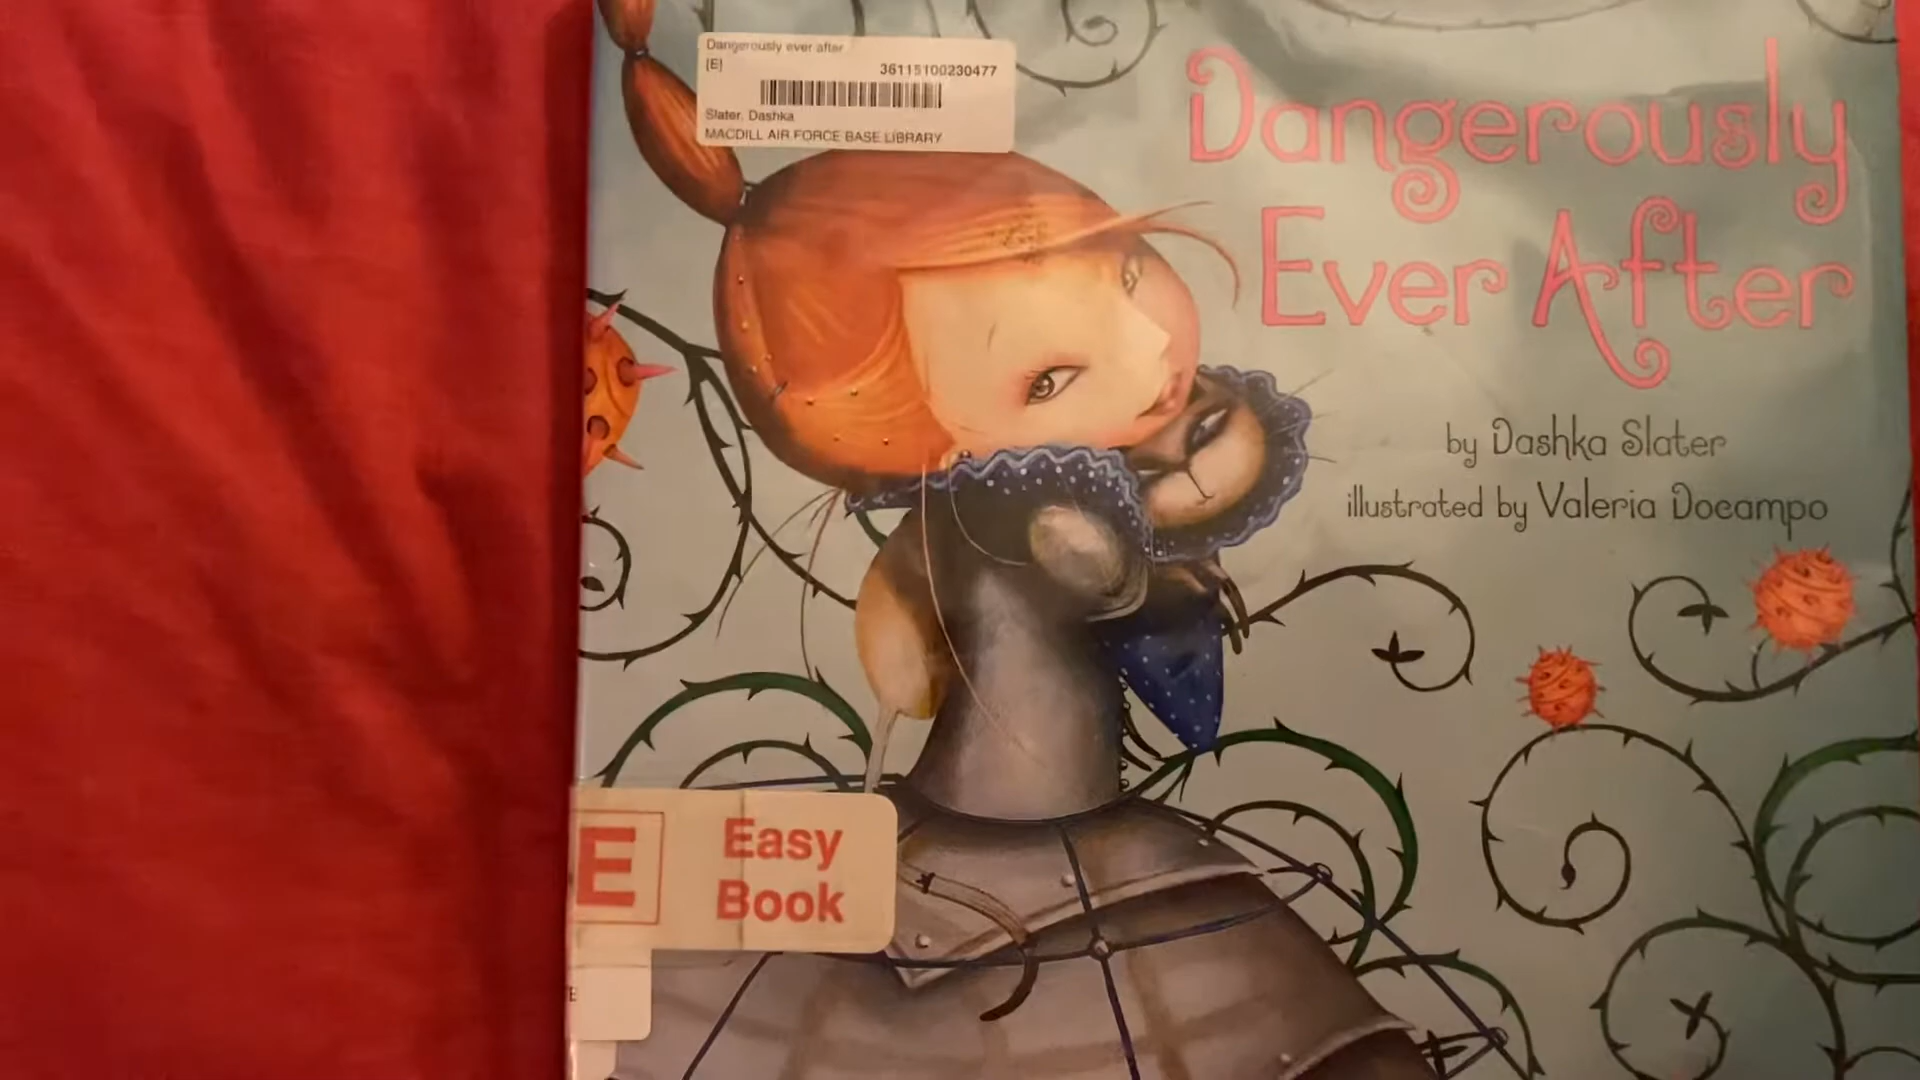 Dangerously ever after
[E]
36115100230477
Slater, Dashka
MACDILL AIR FORCE BASE LIBRARY
Dangerously
Ever After
by Dashka Slater
illustrated by Valeria Docampo
E
Easy
Book